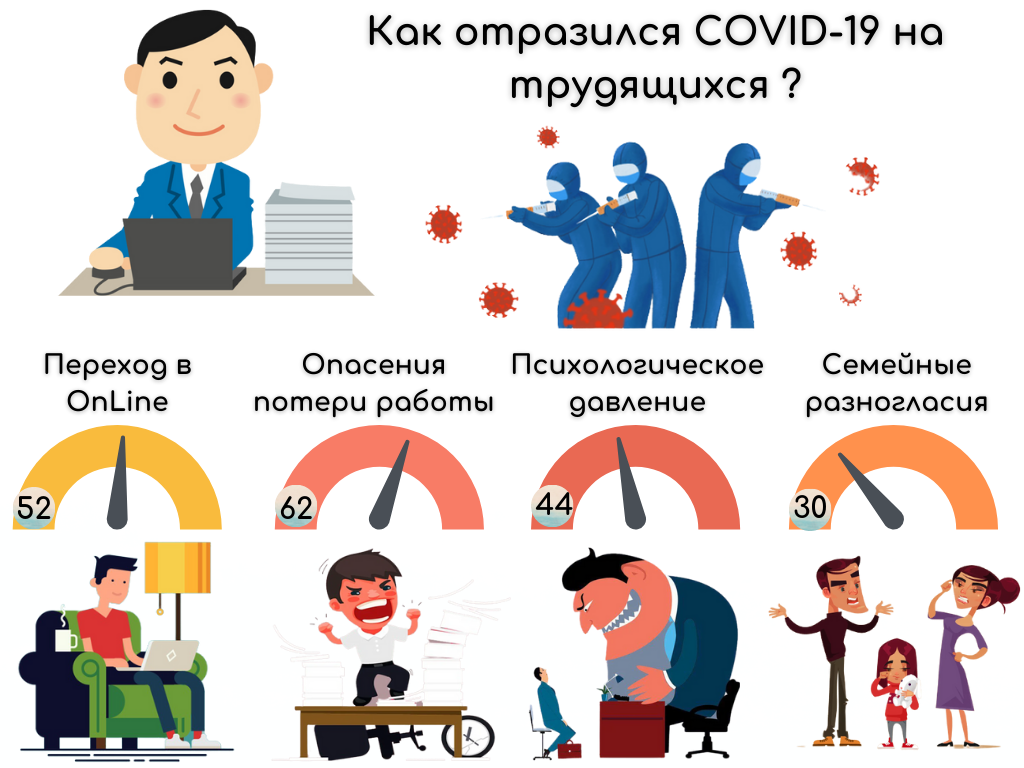 Как отразился COVID-19 на
трудящихся ?
Переход в
OnLine
Опасения
потери работы
Психологическое
давление
Семейные
разногласия
52
62
44
30